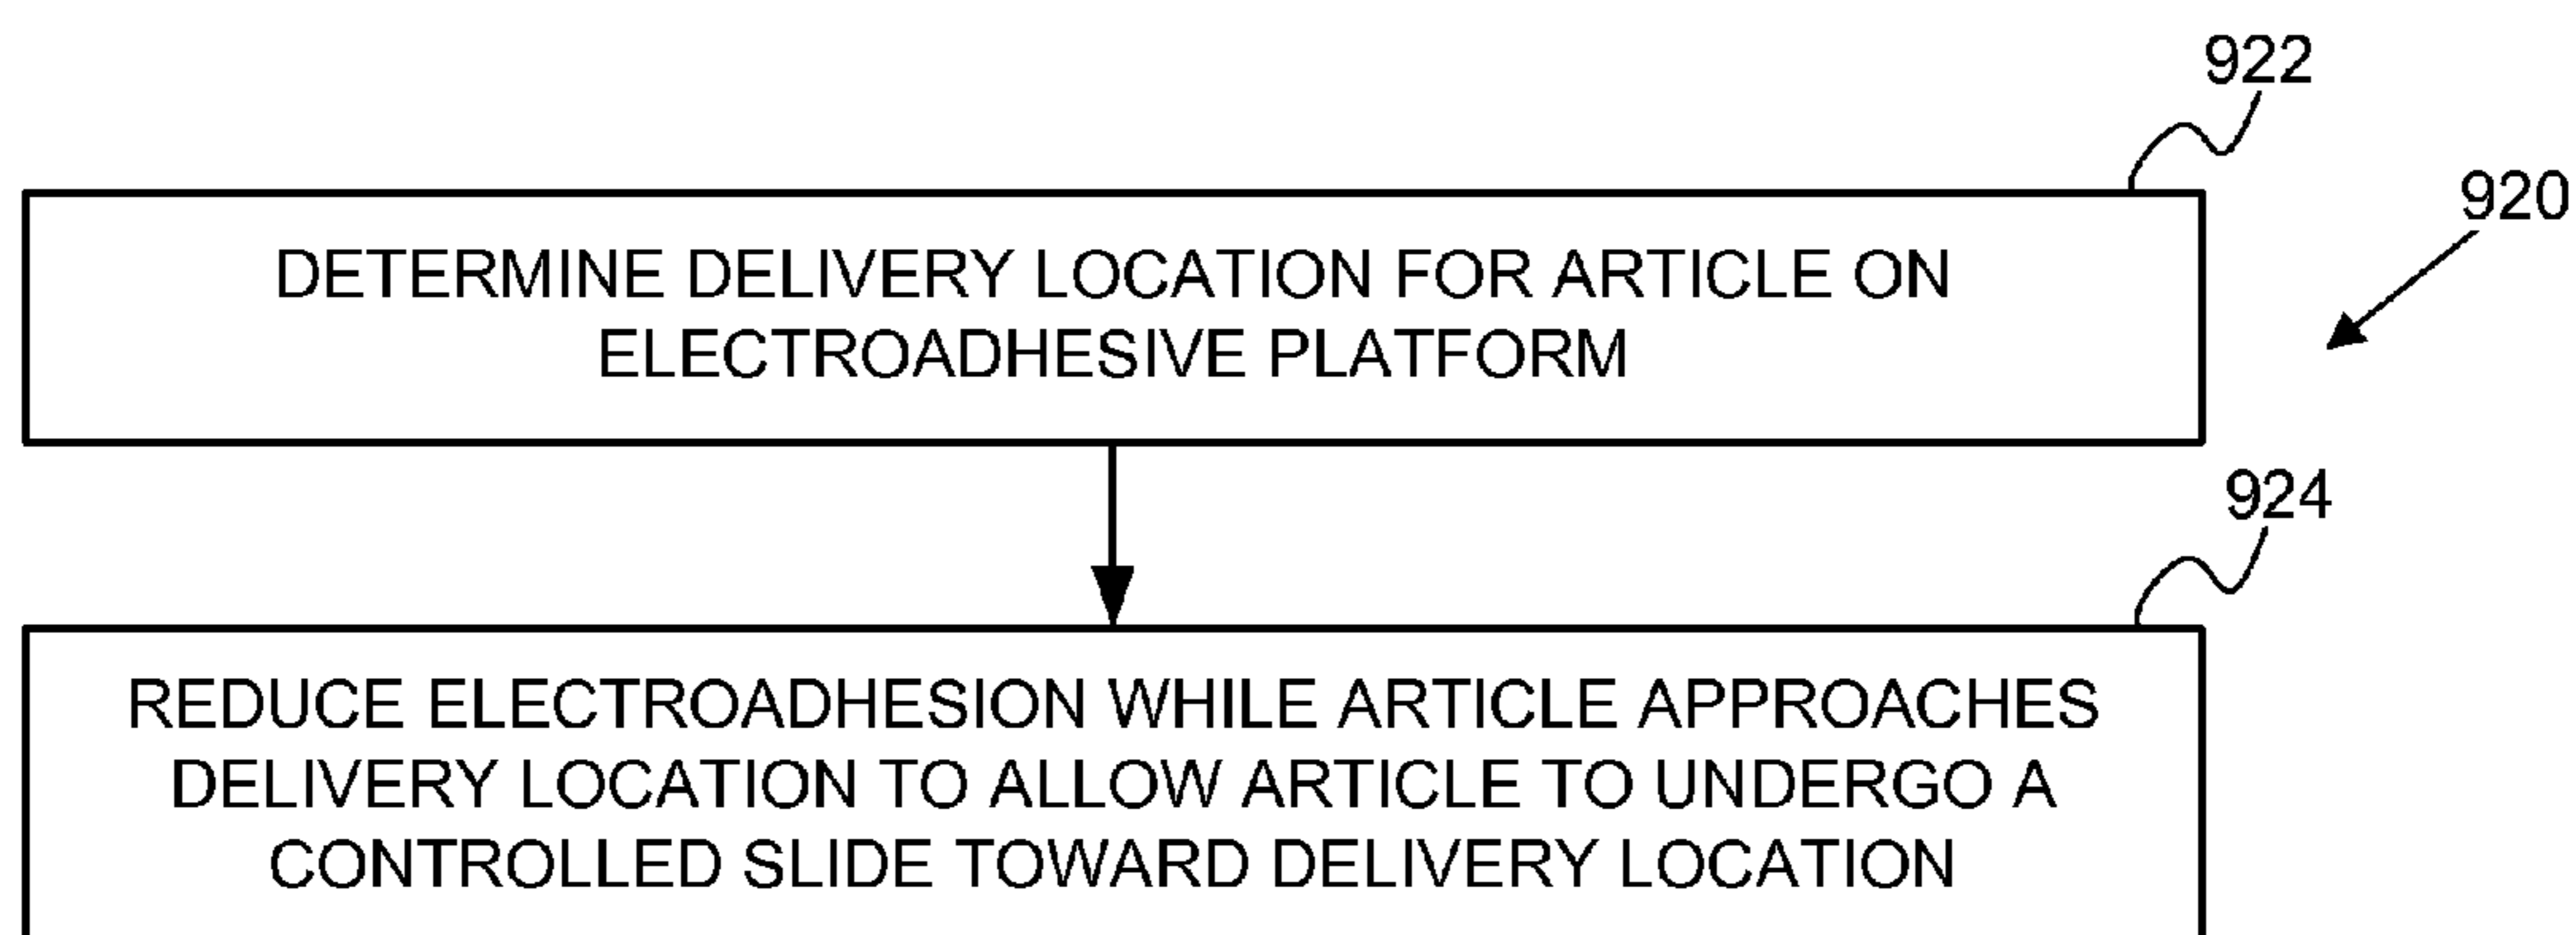 922
920
DETERMINE DELIVERY LOCATION FOR ARTICLE ON
ELECTROADHESIVE PLATFORM
924
REDUCE ELECTROADHESION WHILE ARTICLE APPROACHES
DELIVERY LOCATION TO ALLOW ARTICLE TO UNDERGO A
CONTROLLED SLIDE TOWARD DELIVERY LOCATION